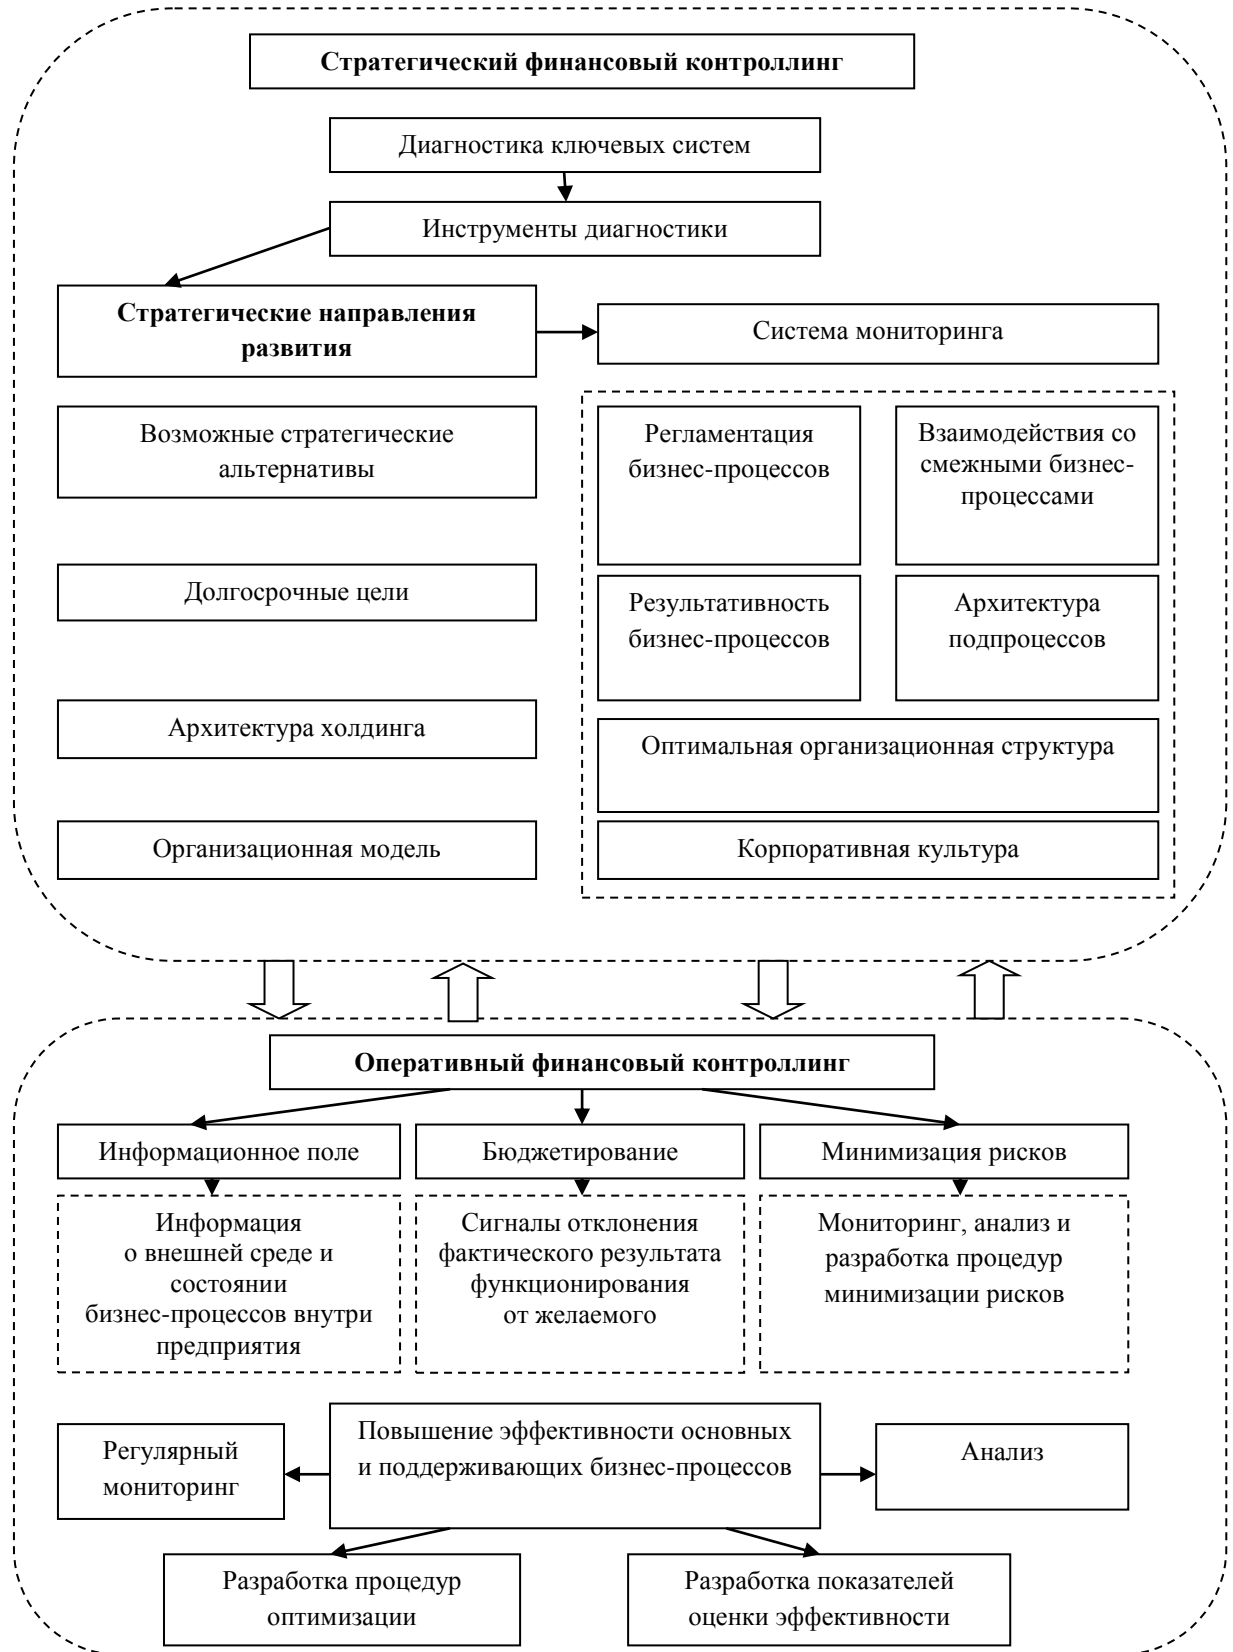 Стратегический финансовый контроллинг
Диагностика ключевых систем
Инструменты диагностики
Стратегические направления
развития
Система мониторинга
Возможные стратегические
альтернативы
Регламентация
бизнес-процессов
Взаимодействия со
смежными бизнес-
процессами
Долгосрочные цели
Результативность
бизнес-процессов
Архитектура
подпроцессов
Архитектура холдинга
Оптимальная организационная структура
Организационная модель
Корпоративная культура
Оперативный финансовый контроллинг
Информационное поле
Бюджетирование
Минимизация рисков
Информация
о внешней среде и
состоянии
бизнес-процессов внутри
предприятия
Сигналы отклонения
фактического результата
функционирования
от желаемого
Мониторинг, анализ и
разработка процедур
минимизации рисков
Регулярный
мониторинг
Повышение эффективности основных
и поддерживающих бизнес-процессов
Анализ
Разработка процедур
оптимизации
Разработка показателей
оценки эффективности